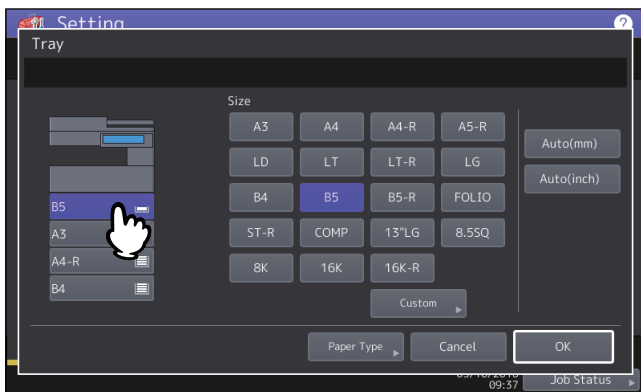 Setting
?
Tray
Size
A3 A4 A4-R A5-R
LD LT LT-R LG
B4 B5 B5-R FOLIO
ST-R COMP 13"LG 8.5SQ
8K 16K 16K-R
Custom
Auto(mm)
Auto(inch)
B5
A3
A4-R
B4
Paper Type Cancel OK
09:37 Job Status